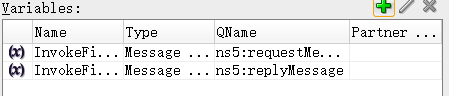 Variables:
Name Type QName Partner ...
(x) InvokeFi... Message ... ns5:requestMe...
(x) InvokeFi... Message ... ns5:replyMessage